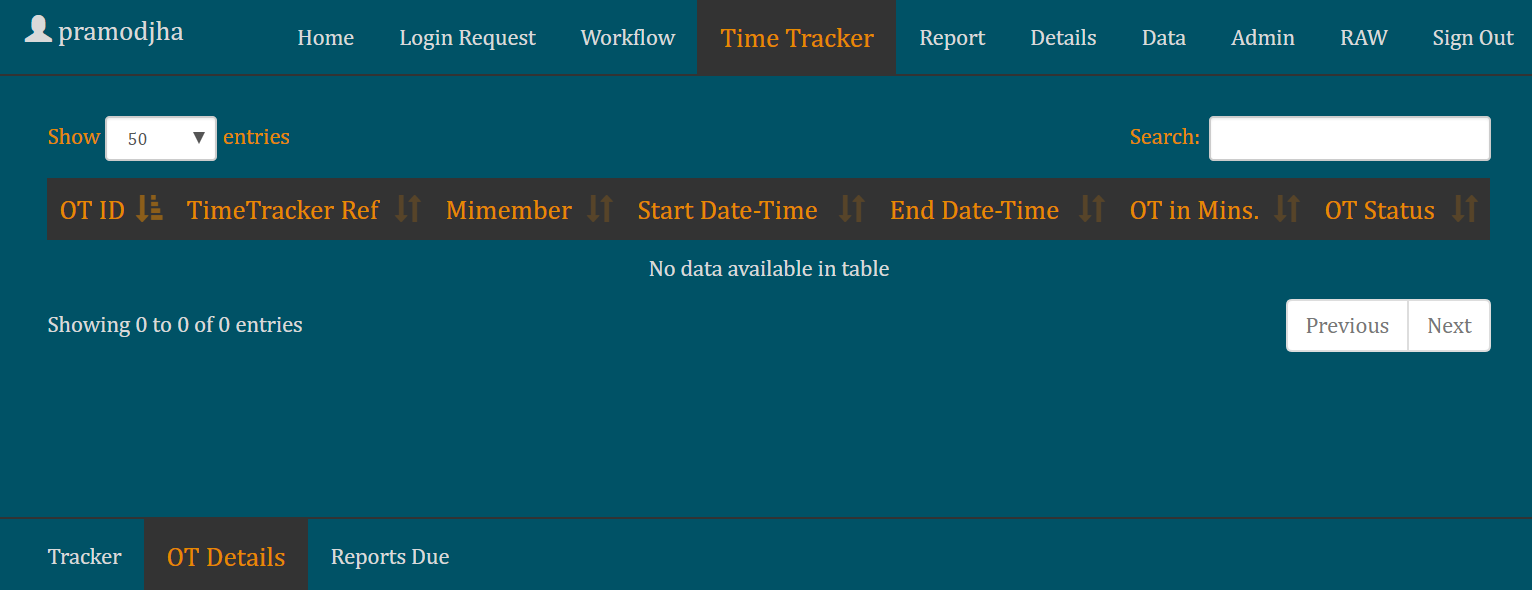 pramodjha
Home Login Request Workflow Time Tracker Report Details Data Admin RAW Sign Out
Show 50 entries Search:
OT ID TimeTracker Ref Mimember Start Date-Time End Date-Time OT in Mins. OT Status
No data available in table
Showing 0 to 0 of 0 entries Previous Next
Tracker OT Details Reports Due